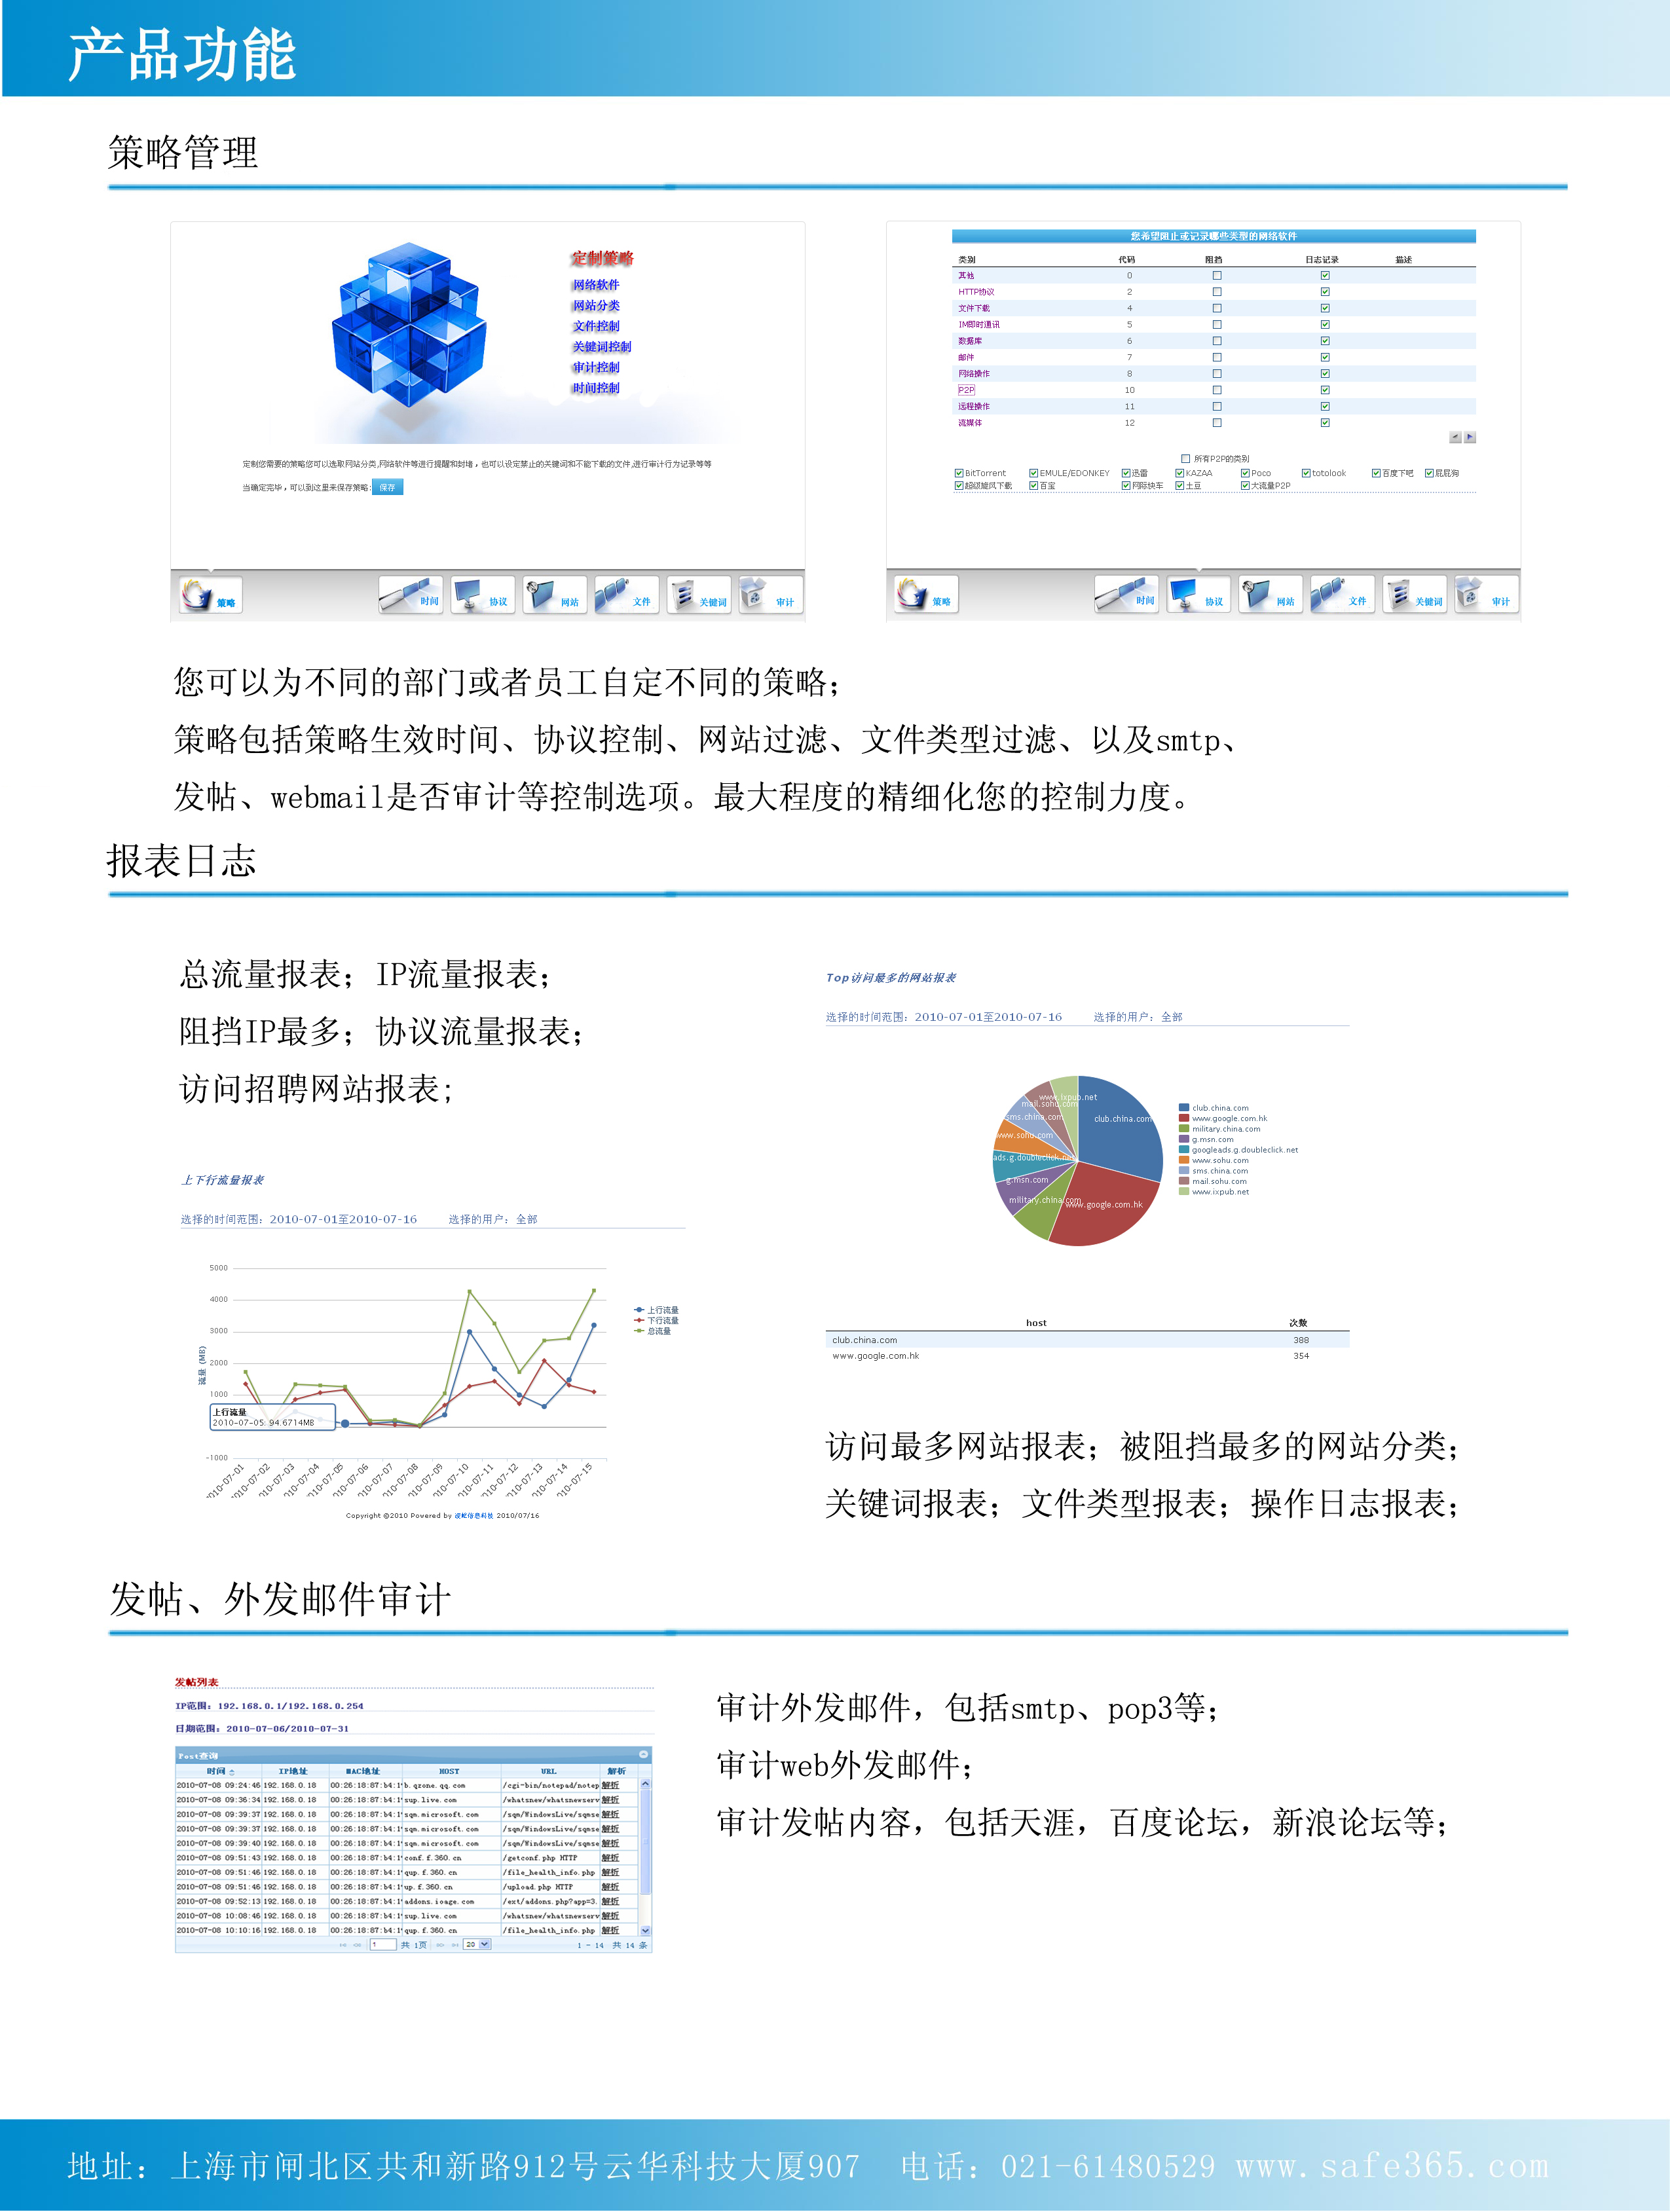 产品功能
策略管理
定制策略
网络软件
网站分类
文件控制
关键词控制
审计控制
时间控制
定制您需要的策略您可以选取网站分类,网络软件等进行提醒和封堵，也可以设定禁止的关键词和不能下载的文件,进行审计行为记录等等
当确定完毕，可以到这里来保存策略: 保存
策略 时间 协议 网站 文件 关键词 审计
您希望阻止或记录哪些类型的网络软件
类别 代码 阻挡 日志记录 描述
其他 0
HTTP协议 2
文件下载 4
IM即时通讯 5
数据库 6
邮件 7
网络操作 8
P2P 10
远程操作 11
流媒体 12
所有P2P的类别
BitTorrent EMULE/EDONKEY 迅雷 KAZAA Poco totolook 百度下吧 屁屁狗
超级旋风下载 百宝 网际快车 土豆 大流量P2P
策略 时间 协议 网站 文件 关键词 审计
您可以为不同的部门或者员工自定不同的策略；
策略包括策略生效时间、协议控制、网站过滤、文件类型过滤、以及smtp、
发帖、webmail是否审计等控制选项。最大程度的精细化您的控制力度。
报表日志
总流量报表；IP流量报表；
阻挡IP最多；协议流量报表；
访问招聘网站报表；
上下行流量报表
选择的时间范围：2010-07-01至2010-07-16 选择的用户：全部
5000
4000
3000
2000
1000
-1000
流量 (MB)
上行流量
2010-07-05: 94.6714MB
上行流量
下行流量
总流量
2010-07-01 2010-07-02 2010-07-03 2010-07-04 2010-07-05 2010-07-06 2010-07-07 2010-07-08 2010-07-09 2010-07-10 2010-07-11 2010-07-12 2010-07-13 2010-07-14 2010-07-15
Copyright ©2010 Powered by 2010/07/16
Top访问最多的网站报表
选择的时间范围：2010-07-01至2010-07-16 选择的用户：全部
www.ixpub.net
mail.sohu.com
sms.china.com
www.sohu.com
ads.g.doubleclick.net
g.msn.com
military.china.com
www.google.com.hk
club.china.com
club.china.com
www.google.com.hk
military.china.com
g.msn.com
googleads.g.doubleclick.net
www.sohu.com
sms.china.com
mail.sohu.com
www.ixpub.net
host 次数
club.china.com 388
www.google.com.hk 354
访问最多网站报表；被阻挡最多的网站分类；
关键词报表；文件类型报表；操作日志报表；
发帖、外发邮件审计
发帖列表
IP范围：192.168.0.1/192.168.0.254
日期范围：2010-07-06/2010-07-31
Post查询
时间 IP地址 MAC地址 HOST URL 解析
2010-07-08 09:24:46 192.168.0.18 00:26:18:87:b4:1 b.qzone.qq.com /cgi-bin/notepad/notep 解析
2010-07-08 09:36:34 192.168.0.18 00:26:18:87:b4:1 sup.live.com /whatsnew/whatsnewserv 解析
2010-07-08 09:39:37 192.168.0.18 00:26:18:87:b4:1 sqm.microsoft.com /sqm/WindowsLive/sqmse 解析
2010-07-08 09:39:37 192.168.0.18 00:26:18:87:b4:1 sqm.microsoft.com /sqm/WindowsLive/sqmse 解析
2010-07-08 09:39:40 192.168.0.18 00:26:18:87:b4:1 sqm.microsoft.com /sqm/WindowsLive/sqmse 解析
2010-07-08 09:51:43 192.168.0.18 00:26:18:87:b4:1 conf.f.360.cn /getconf.php HTTP 解析
2010-07-08 09:51:46 192.168.0.18 00:26:18:87:b4:1 qup.f.360.cn /file_health_info.php 解析
2010-07-08 09:51:46 192.168.0.18 00:26:18:87:b4:1 up.f.360.cn /upload.php HTTP 解析
2010-07-08 09:52:13 192.168.0.18 00:26:18:87:b4:1 addons.ioage.com /ext/addons.php?app=3. 解析
2010-07-08 10:08:46 192.168.0.18 00:26:18:87:b4:1 sup.live.com /whatsnew/whatsnewserv 解析
2010-07-08 10:10:16 192.168.0.18 00:26:18:87:b4:1 qup.f.360.cn /file_health_info.php 解析
1 共 1页 20 1 - 14 共 14 条
审计外发邮件，包括smtp、pop3等；
审计web外发邮件；
审计发帖内容，包括天涯，百度论坛，新浪论坛等；
地址：上海市闸北区共和新路912号云华科技大厦907 电话：021-61480529 www.safe365.com